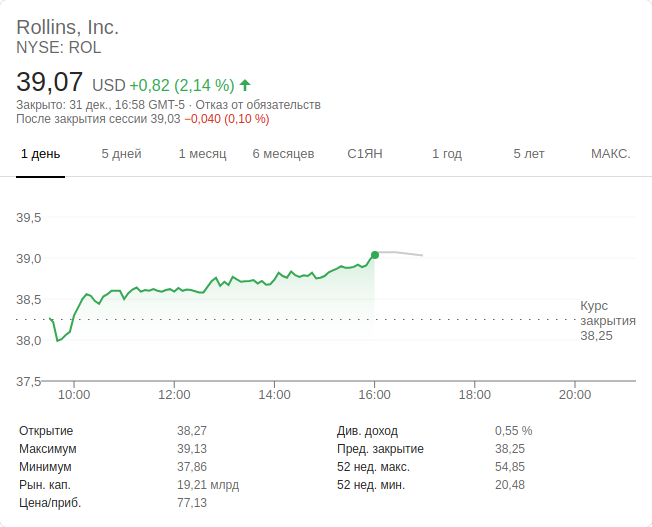 Rollins, Inc.
NYSE: ROL
39,07 USD +0,82 (2,14 %)
Закрыто: 31 дек., 16:58 GMT-5 · Отказ от обязательств
После закрытия сессии 39,03 −0,040 (0,10 %)
1 день 5 дней 1 месяц 6 месяцев С1ЯН 1 год 5 лет МАКС.
39,5
39,0
38,5
Курс
закрытия
38,25
38,0
37,5
10:00 12:00 14:00 16:00 18:00 20:00
Открытие 38,27 Див. доход 0,55 %
Максимум 39,13 Пред. закрытие 38,25
Минимум 37,86 52 нед. макс. 54,85
Рын. кап. 19,21 млрд 52 нед. мин. 20,48
Цена/приб. 77,13